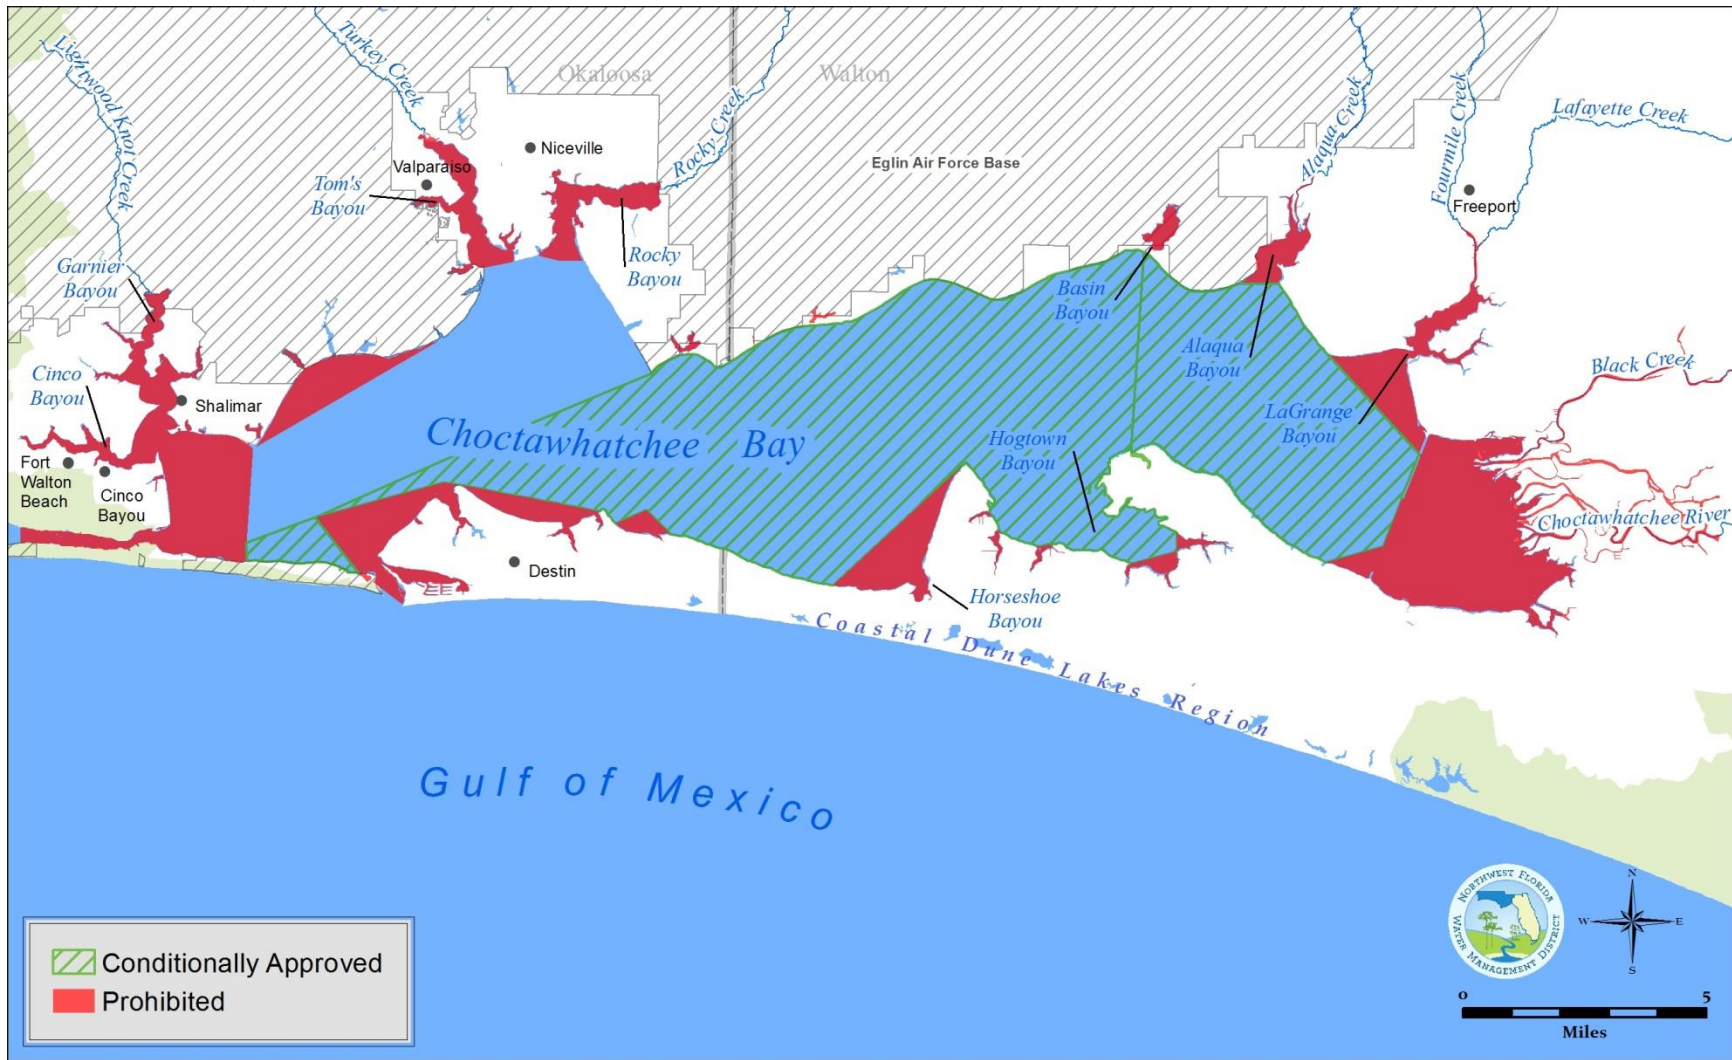 Lightwood Knot Creek
Turkey Creek
Okaloosa
Walton
Rocky Creek
Alaqua Creek
Fourmile Creek
Lafayette Creek
Niceville
Valparaiso
Tom's
Bayou
Eglin Air Force Base
Freeport
Garnier
Bayou
Rocky
Bayou
Basin
Bayou
Alaqua
Bayou
Black Creek
Cinco
Bayou
Shalimar
LaGrange
Bayou
Choctawhatchee Bay
Hogtown
Bayou
Fort
Walton
Beach
Cinco
Bayou
Choctawhatchee River
Destin
Horseshoe
Bayou
Coastal Dune Lakes Region
Gulf of Mexico
Conditionally Approved
Prohibited
NORTHWEST FLORIDA
WATER MANAGEMENT DISTRICT
N
W E
S
0 5
Miles